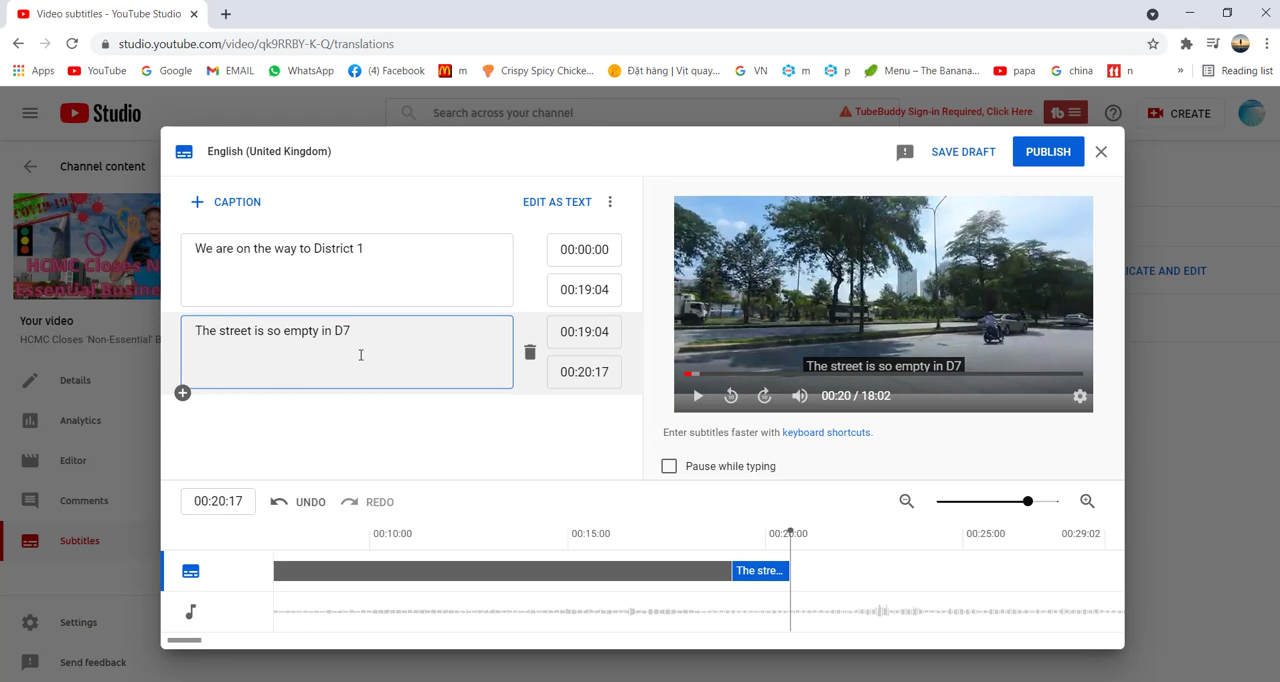 Video subtitles - YouTube Studio
studio.youtube.com/video/qk9RRBY-K-Q/translations
Apps
YouTube
Google
EMAIL
WhatsApp
(4) Facebook
m
Crispy Spicy Chicke...
Đặt hàng | Vịt quay...
VN
m
p
Menu – The Banana...
papa
china
n
»
Reading list
Studio
Search across your channel
TubeBuddy Sign-in Required, Click Here
tb
CREATE
Channel content
English (United Kingdom)
SAVE DRAFT
PUBLISH
CAPTION
EDIT AS TEXT
We are on the way to District 1
00:00:00
00:19:04
The street is so empty in D7
00:19:04
00:20:17
The street is so empty in D7
00:20 / 18:02
Enter subtitles faster with keyboard shortcuts.
Pause while typing
ICATE AND EDIT
OMG
HCMC Closes N
Essential Busine
Your video
HCMC Closes 'Non-Essential' B
Details
Analytics
Editor
Comments
Subtitles
Settings
Send feedback
00:20:17
UNDO
REDO
00:10:00
00:15:00
00:20:00
00:25:00
00:29:02
The stre...